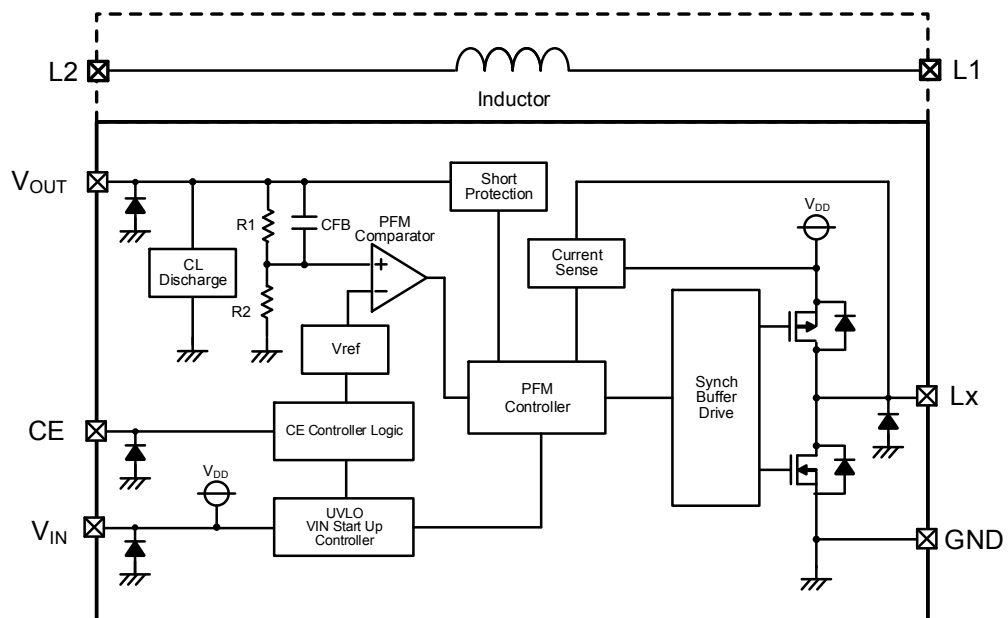 L2
L1
Inductor
VOUT
Short
Protection
VDD
R1
CFB
PFM
Comparator
CL
Discharge
Current
Sense
+
−
R2
Vref
Synch
Buffer
Drive
PFM
Controller
Lx
CE
CE Controller Logic
VDD
VIN
UVLO
VIN Start Up
Controller
GND